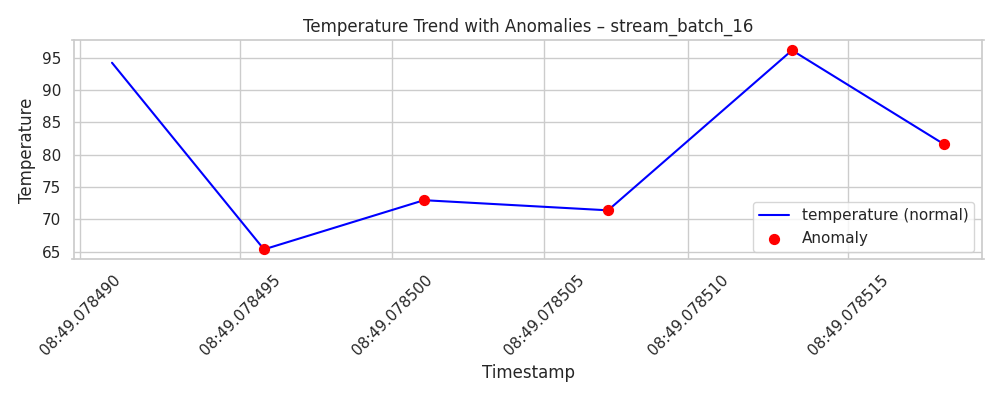 Temperature Trend with Anomalies – stream_batch_16
Temperature
95
90
85
80
75
70
65
temperature (normal)
Anomaly
08:49.078490
08:49.078495
08:49.078500
08:49.078505
08:49.078510
08:49.078515
Timestamp